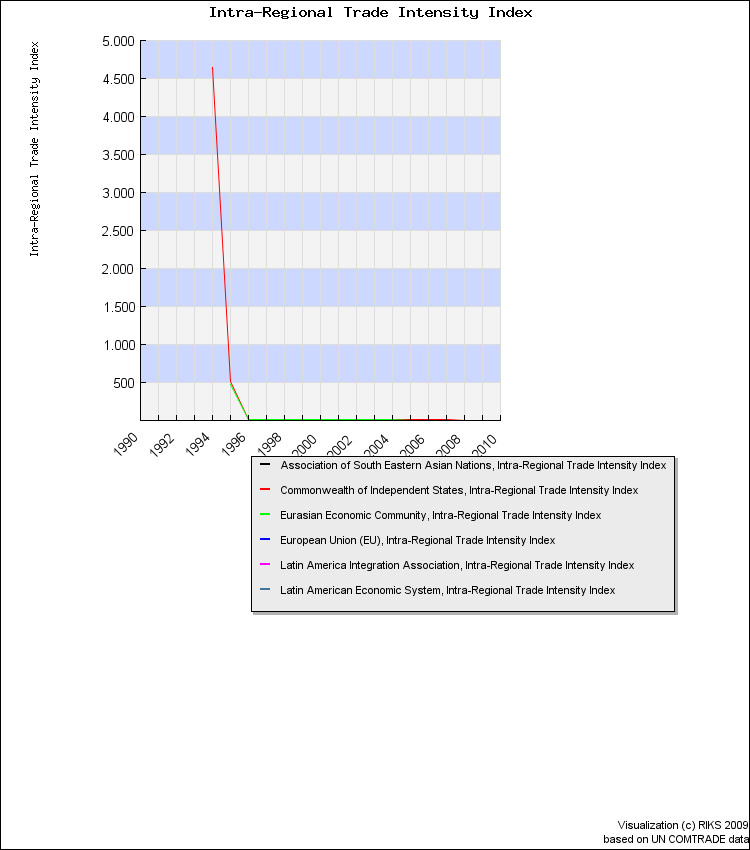 Intra-Regional Trade Intensity Index
Intra-Regional Trade Intensity Index
5.000
4.500
4.000
3.500
3.000
2.500
2.000
1.500
1.000
500
1990
1992
1994
1996
1998
2000
2002
2004
2006
2008
2010
Association of South Eastern Asian Nations, Intra-Regional Trade Intensity Index
Commonwealth of Independent States, Intra-Regional Trade Intensity Index
Eurasian Economic Community, Intra-Regional Trade Intensity Index
European Union (EU), Intra-Regional Trade Intensity Index
Latin America Integration Association, Intra-Regional Trade Intensity Index
Latin American Economic System, Intra-Regional Trade Intensity Index
Visualization (c) RIKS 2009
based on UN COMTRADE data